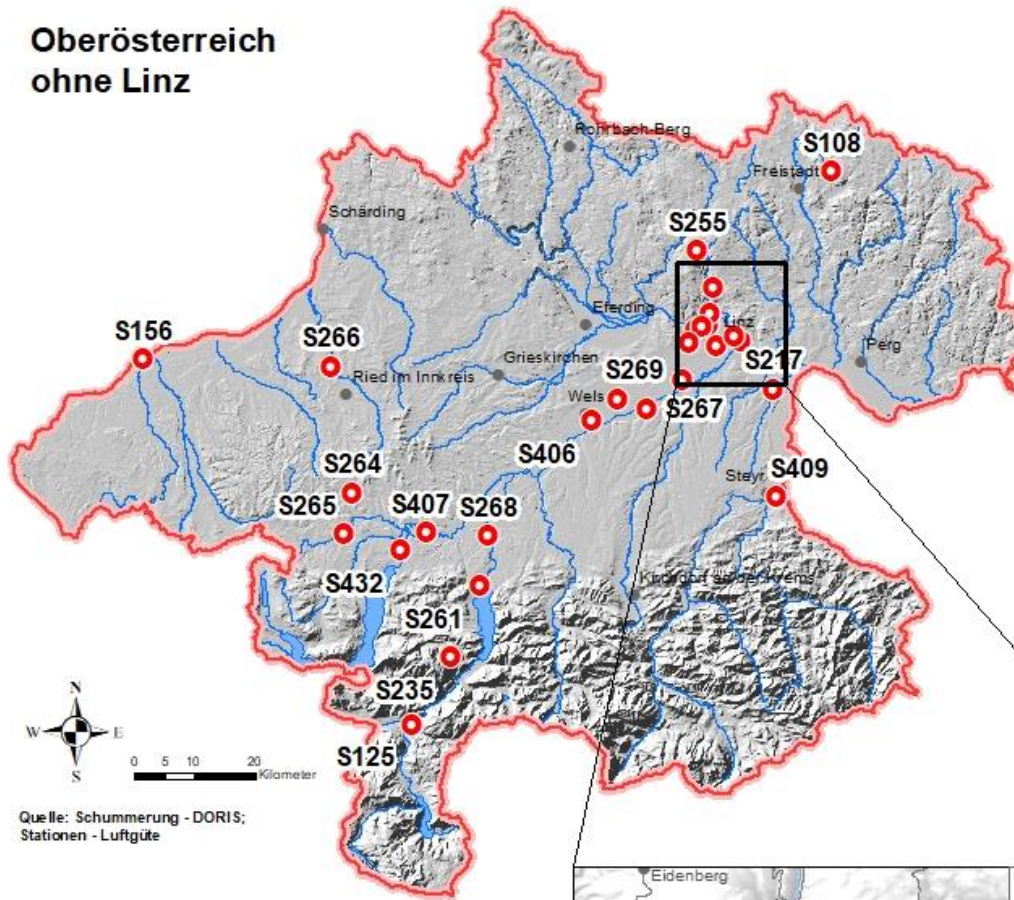 Oberösterreich
ohne Linz
Rohrbach-Berg
S108
Freistadt
Schärding
S255
Eferding
Linz
S156
S266
Grieskirchen
Perg
S217
Ried im Innkreis
S269
Wels
S267
S406
S264
Steyr
S409
S265
S407
S268
S432
Kirchdorf an der Krems
S261
S235
S125
N
W
E
S
0 5 10 20
Kilometer
Quelle: Schummerung - DORIS;
Stationen - Luftgüte
Eidenberg